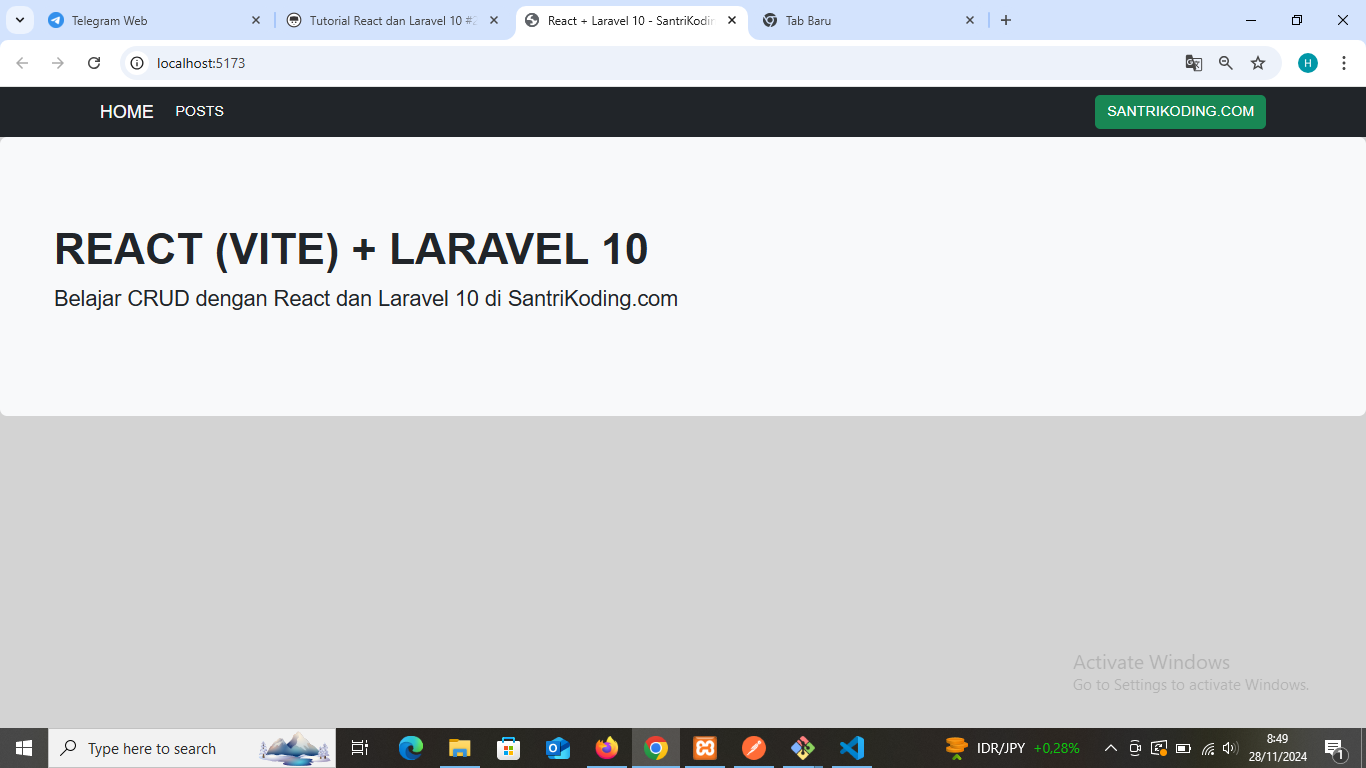 Telegram Web
Tutorial React dan Laravel 10 #
React + Laravel 10 - SantriKodin
Tab Baru
localhost:5173
H
HOME
POSTS
SANTRIKODING.COM
REACT (VITE) + LARAVEL 10
Belajar CRUD dengan React dan Laravel 10 di SantriKoding.com
Activate Windows
Go to Settings to activate Windows.
Type here to search
IDR/JPY +0,28%
8:49
28/11/2024
1